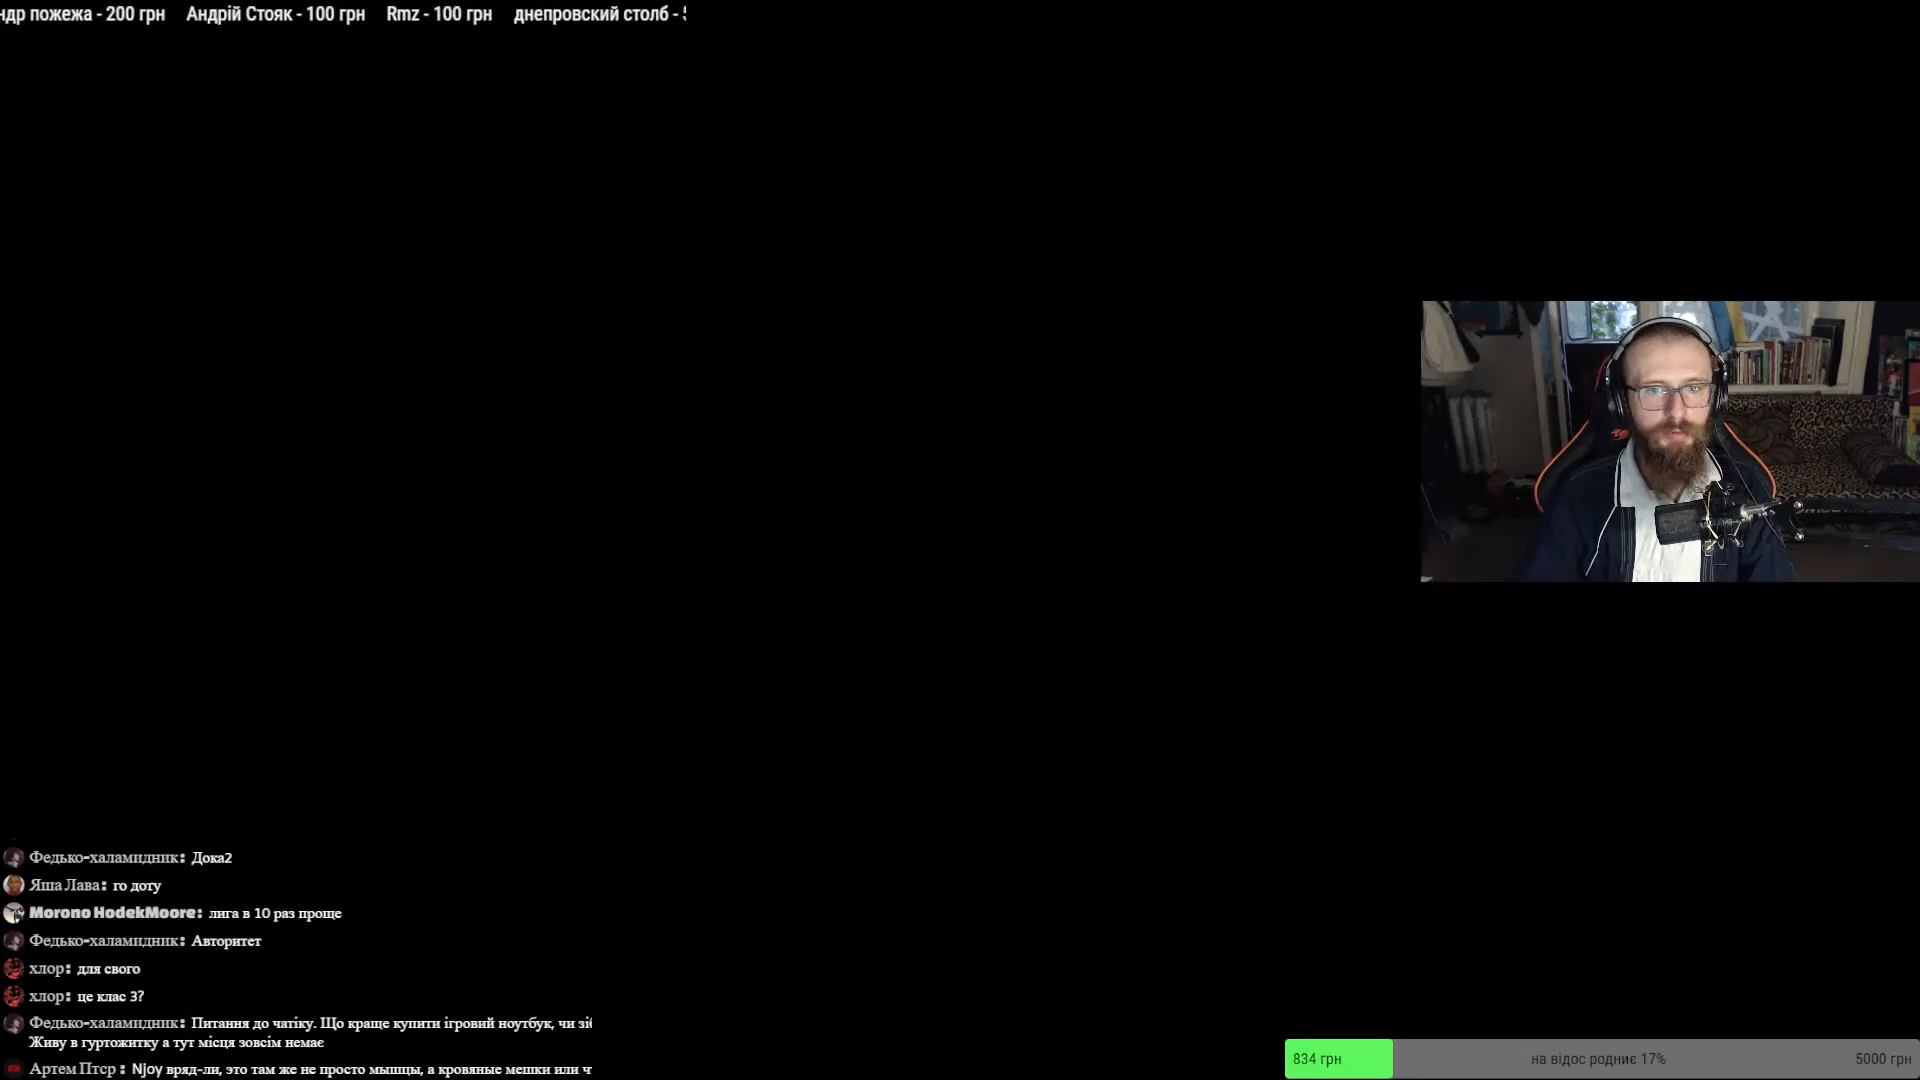 ндр пожежа - 200 грн Андрій Стояк - 100 грн Rmz - 100 грн днепровский столб -
Федько-халамидник: Дока2
Яша Лава: го доту
Morono HodekMoore: лига в 10 раз проще
Федько-халамидник: Авторитет
хлор: для свого
хлор: це клас 3?
Федько-халамидник: Питання до чатіку. Що краще купити ігровий ноутбук, чи
Живу в гуртожитку а тут місця зовсім немає
Артем Птср : Njoy вряд-ли, это там же не просто мышцы, а кровяные мешки или
834 грн на відос родниє 17% 5000 грн